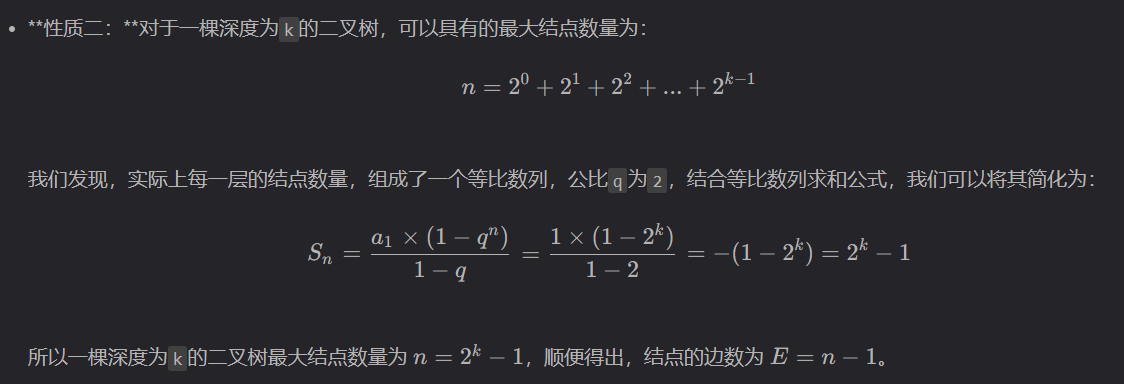 • **性质二：**对于一棵深度为k的二叉树，可以具有的最大结点数量为：
n = 2^0 + 2^1 + 2^2 + ... + 2^{k−1}
我们发现，实际上每一层的结点数量，组成了一个等比数列，公比q为2，结合等比数列求和公式，我们可以将其简化为：
S_n = \frac{a_1 × (1 − q^n)}{1 − q} = \frac{1 × (1 − 2^k)}{1 − 2} = −(1 − 2^k) = 2^k − 1
所以一棵深度为k的二叉树最大结点数量为 n = 2^k − 1，顺便得出，结点的边数为 E = n − 1。